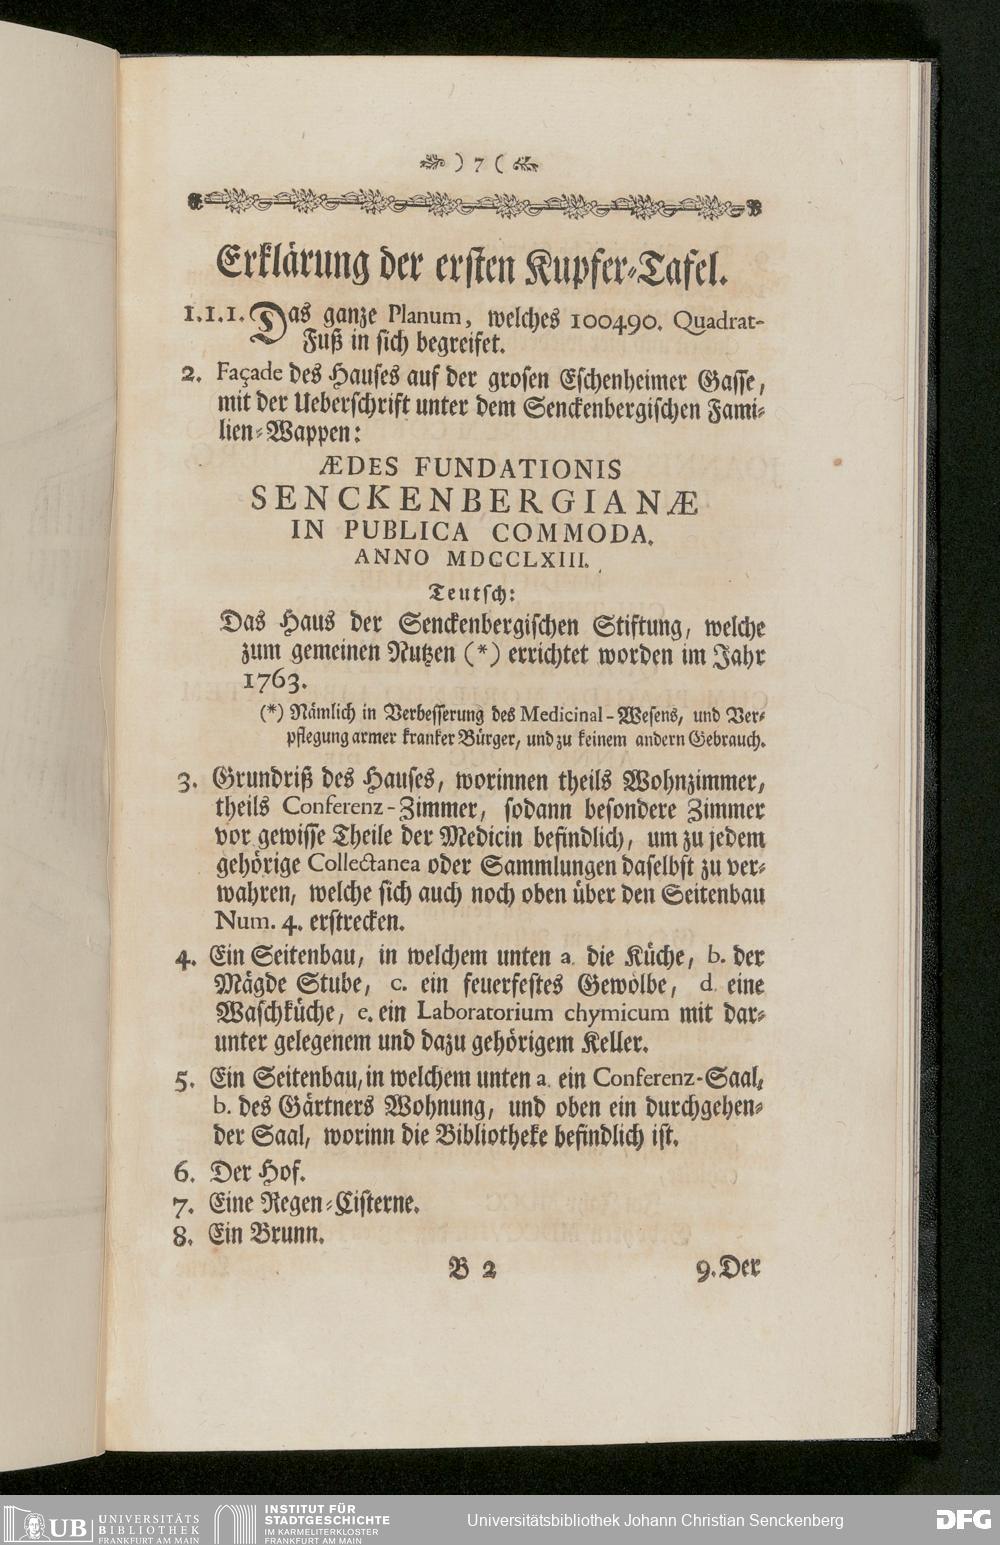 ) 7 (
Erklärung der ersten Kupfer-Tafel.
1.1.1. Das ganze Planum, welches 100490. Quadrat-
Fuß in sich begreifet.
2. Façade des Hauses auf der grosen Eschenheimer Gasse,
mit der Ueberschrift unter dem Senckenbergischen Fami-
lien-Wappen:
ÆDES FUNDATIONIS
SENCKENBERGIANÆ
IN PUBLICA COMMODA.
ANNO MDCCLXIII.
Teutsch:
Das Haus der Senckenbergischen Stiftung, welche
zum gemeinen Nutzen (*) errichtet worden im Jahr
1763.
(*) Nämlich in Verbesserung des Medicinal-Wesens, und Ver-
pflegung armer kranker Bürger, und zu keinem andern Gebrauch.
3. Grundriß des Hauses, worinnen theils Wohnzimmer,
theils Conferenz-Zimmer, sodann besondere Zimmer
vor gewisse Theile der Medicin befindlich, um zu jedem
gehörige Collectanea oder Sammlungen daselbst zu ver-
wahren, welche sich auch noch oben über den Seitenbau
Num. 4. erstrecken.
4. Ein Seitenbau, in welchem unten a. die Küche, b. der
Mägde Stube, c. ein feuerfestes Gewölbe, d. eine
Waschküche, e. ein Laboratorium chymicum mit dar-
unter gelegenem und dazu gehörigem Keller.
5. Ein Seitenbau, in welchem unten a. ein Conferenz-Saal,
b. des Gärtners Wohnung, und oben ein durchgehen-
der Saal, worinn die Bibliotheke befindlich ist.
6. Der Hof.
7. Eine Regen-Cisterne.
8. Ein Brunn.
B 2 9. Der
UB UNIVERSITÄTS
BIBLIOTHEK
FRANKFURT AM MAIN
INSTITUT FÜR
STADTGESCHICHTE
IM KARMELITERKLOSTER
FRANKFURT AM MAIN
Universitätsbibliothek Johann Christian Senckenberg
DFG